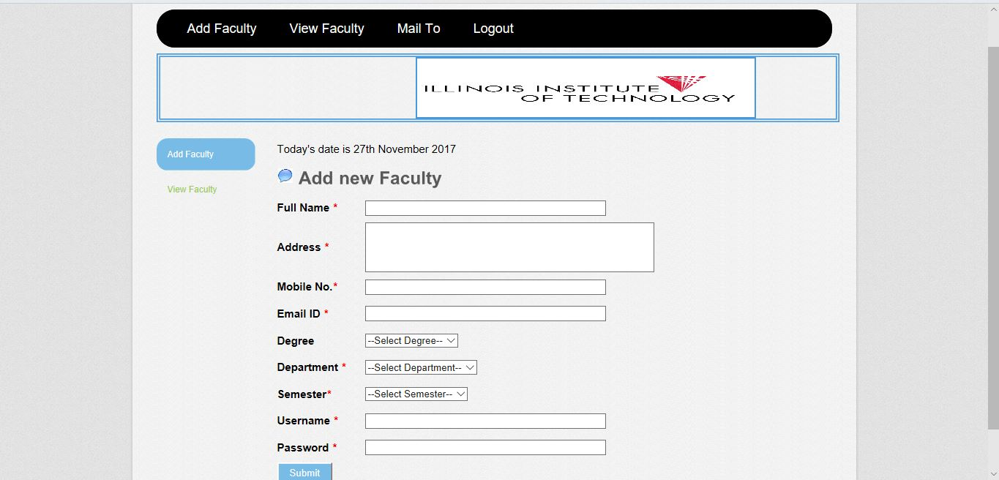 Add Faculty View Faculty Mail To Logout
ILLINOIS INSTITUTE
OF TECHNOLOGY
Add Faculty
View Faculty
Today's date is 27th November 2017
Add new Faculty
Full Name *
Address *
Mobile No.*
Email ID *
Degree --Select Degree--
Department * --Select Department--
Semester* --Select Semester--
Username *
Password *
Submit